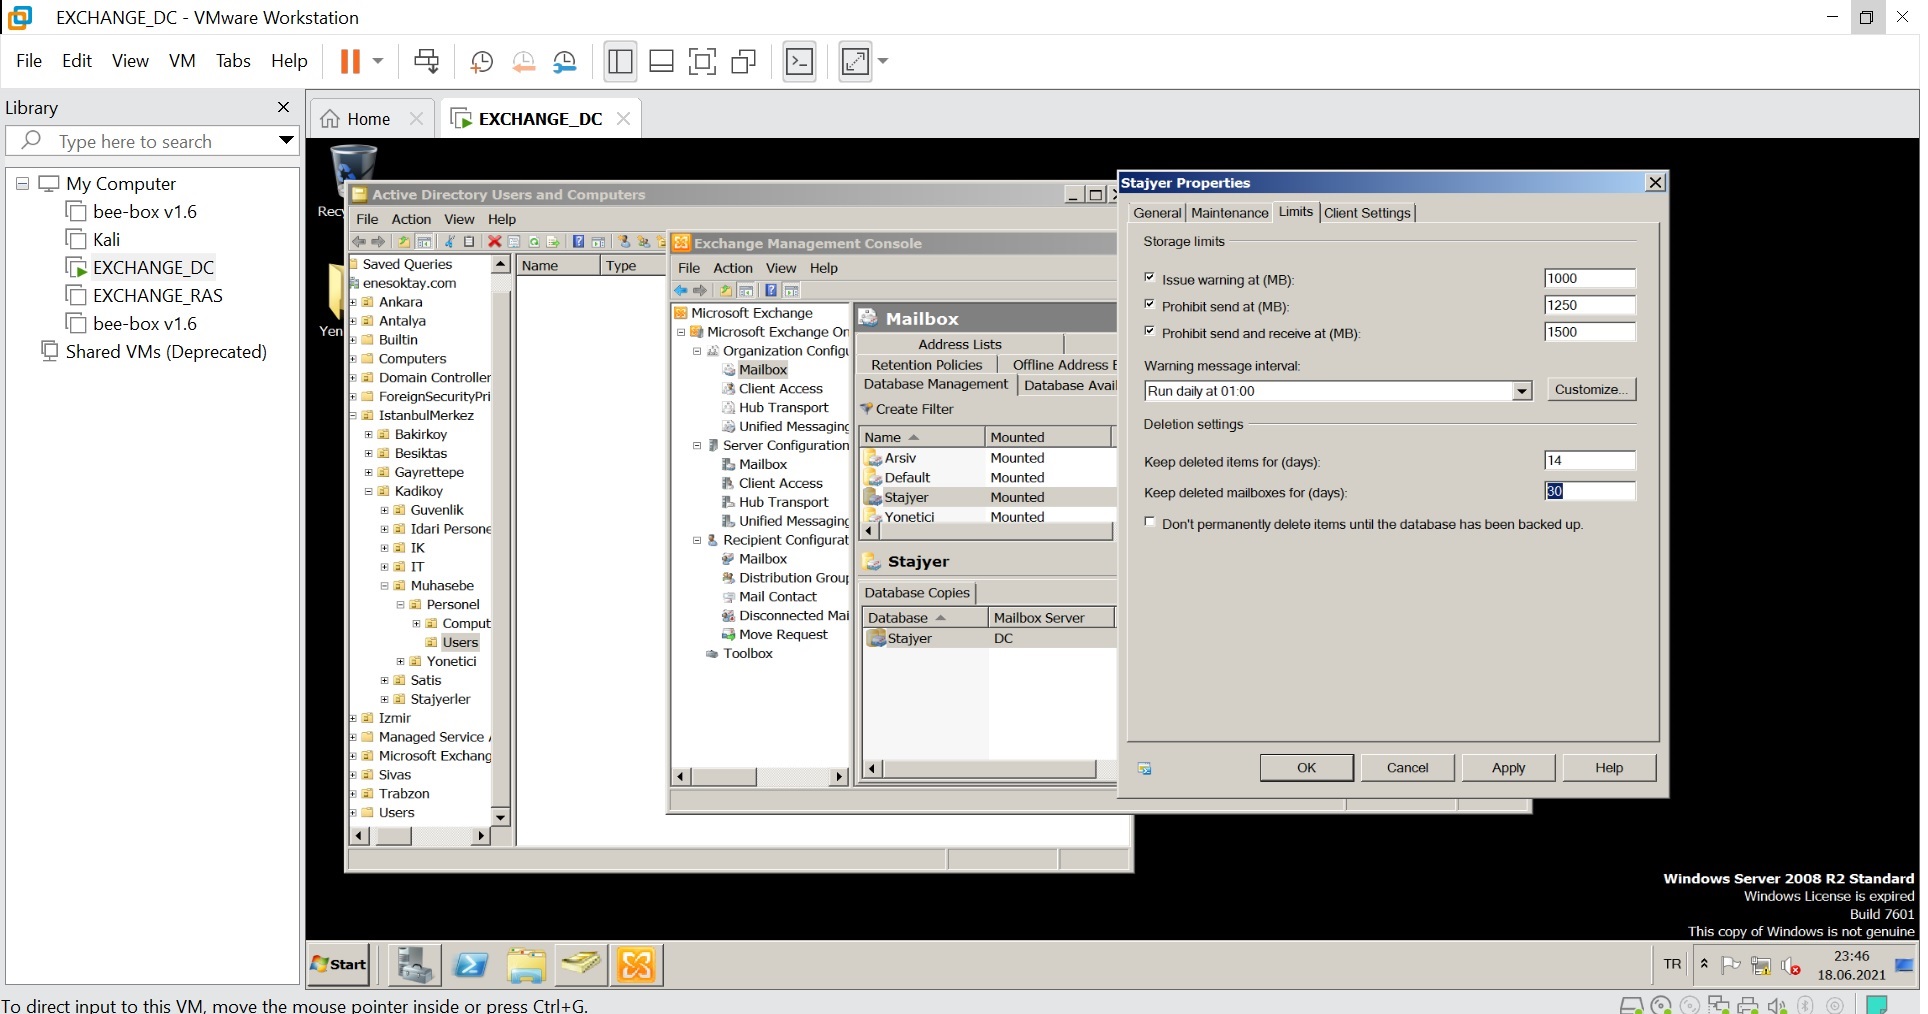 EXCHANGE_DC - VMware Workstation
File Edit View VM Tabs Help
Library
Type here to search
My Computer
bee-box v1.6
Kali
EXCHANGE_DC
EXCHANGE_RAS
bee-box v1.6
Shared VMs (Deprecated)
Home
EXCHANGE_DC
Active Directory Users and Computers
File Action View Help
Saved Queries
enesoktay.com
Ankara
Antalya
Builtin
Computers
Domain Controller
ForeignSecurityPri
IstanbulMerkez
Bakirkoy
Besiktas
Gayrettepe
Kadikoy
Guvenlik
Idari Persone
IK
IT
Muhasebe
Personel
Comput
Users
Yonetici
Satis
Stajyerler
Izmir
Managed Service
Microsoft Exchang
Sivas
Trabzon
Users
Name Type
Exchange Management Console
File Action View Help
Microsoft Exchange
Microsoft Exchange On
Organization Configu
Mailbox
Client Access
Hub Transport
Unified Messaging
Server Configuration
Mailbox
Client Access
Hub Transport
Unified Messaging
Recipient Configurat
Mailbox
Distribution Group
Mail Contact
Disconnected Mai
Move Request
Toolbox
Mailbox
Address Lists
Retention Policies Offline Address B
Database Management Database Avail
Create Filter
Name Mounted
Arsiv Mounted
Default Mounted
Stajyer Mounted
Yonetici Mounted
Stajyer
Database Copies
Database Mailbox Server
Stajyer DC
Stajyer Properties
General Maintenance Limits Client Settings
Storage limits
Issue warning at (MB): 1000
Prohibit send at (MB): 1250
Prohibit send and receive at (MB): 1500
Warning message interval:
Run daily at 01:00 Customize...
Deletion settings
Keep deleted items for (days): 14
Keep deleted mailboxes for (days): 30
Don't permanently delete items until the database has been backed up.
OK Cancel Apply Help
Windows Server 2008 R2 Standard
Windows License is expired
Build 7601
This copy of Windows is not genuine
Start
TR
23:46
18.06.2021
To direct input to this VM, move the mouse pointer inside or press Ctrl+G.